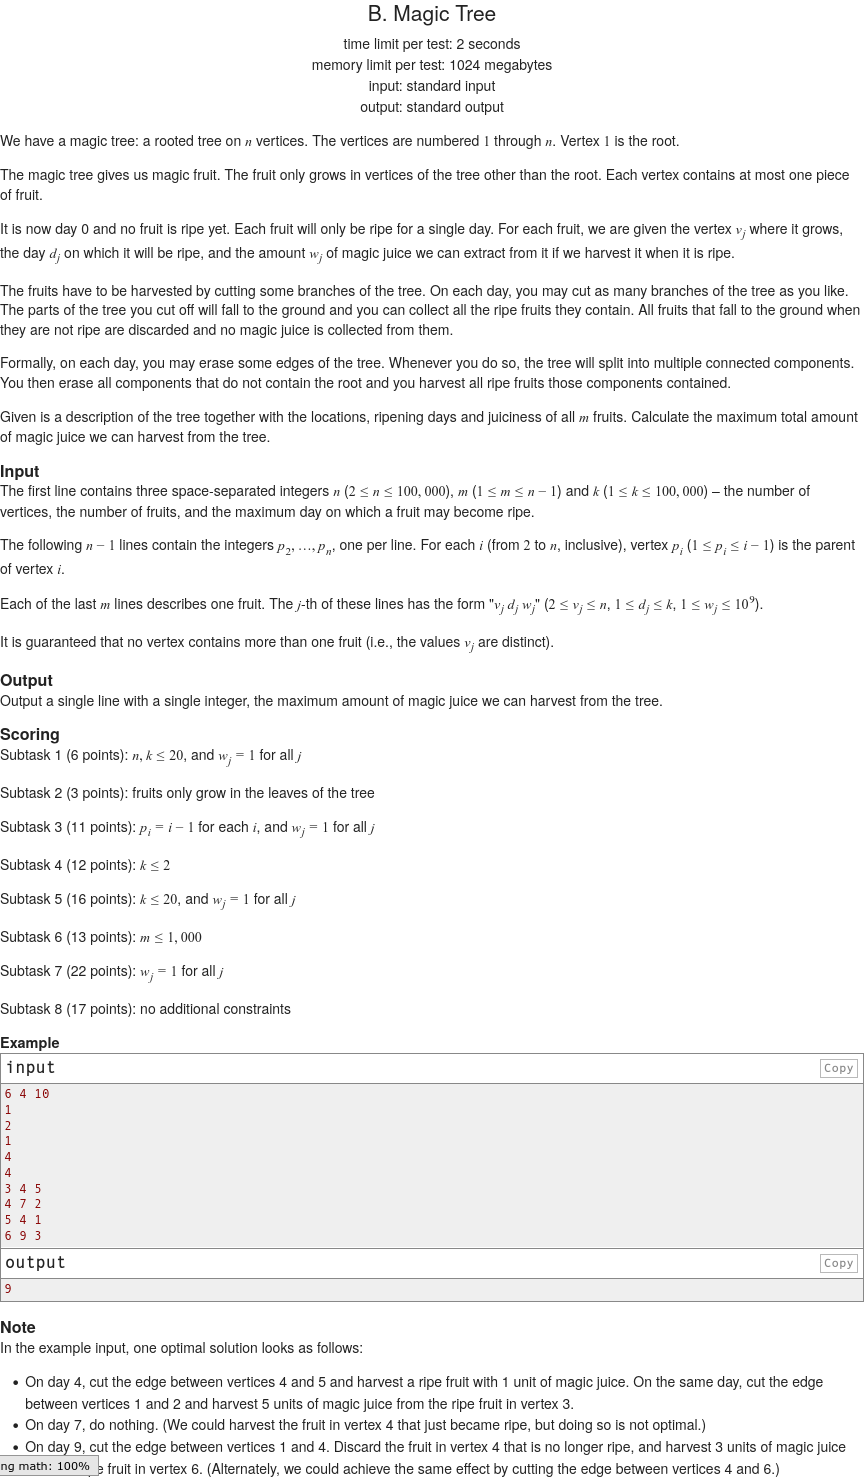 B. Magic Tree
time limit per test: 2 seconds
memory limit per test: 1024 megabytes
input: standard input
output: standard output
We have a magic tree: a rooted tree on n vertices. The vertices are numbered 1 through n. Vertex 1 is the root.
The magic tree gives us magic fruit. The fruit only grows in vertices of the tree other than the root. Each vertex contains at most one piece
of fruit.
It is now day 0 and no fruit is ripe yet. Each fruit will only be ripe for a single day. For each fruit, we are given the vertex v_j where it grows,
the day d_j on which it will be ripe, and the amount w_j of magic juice we can extract from it if we harvest it when it is ripe.
The fruits have to be harvested by cutting some branches of the tree. On each day, you may cut as many branches of the tree as you like.
The parts of the tree you cut off will fall to the ground and you can collect all the ripe fruits they contain. All fruits that fall to the ground when
they are not ripe are discarded and no magic juice is collected from them.
Formally, on each day, you may erase some edges of the tree. Whenever you do so, the tree will split into multiple connected components.
You then erase all components that do not contain the root and you harvest all ripe fruits those components contained.
Given is a description of the tree together with the locations, ripening days and juiciness of all m fruits. Calculate the maximum total amount
of magic juice we can harvest from the tree.
Input
The first line contains three space-separated integers n (2 ≤ n ≤ 100, 000), m (1 ≤ m ≤ n − 1) and k (1 ≤ k ≤ 100, 000) – the number of
vertices, the number of fruits, and the maximum day on which a fruit may become ripe.
The following n − 1 lines contain the integers p_2, …, p_n, one per line. For each i (from 2 to n, inclusive), vertex p_i (1 ≤ p_i ≤ i − 1) is the parent
of vertex i.
Each of the last m lines describes one fruit. The j-th of these lines has the form "v_j d_j w_j" (2 ≤ v_j ≤ n, 1 ≤ d_j ≤ k, 1 ≤ w_j ≤ 10^9).
It is guaranteed that no vertex contains more than one fruit (i.e., the values v_j are distinct).
Output
Output a single line with a single integer, the maximum amount of magic juice we can harvest from the tree.
Scoring
Subtask 1 (6 points): n, k ≤ 20, and w_j = 1 for all j
Subtask 2 (3 points): fruits only grow in the leaves of the tree
Subtask 3 (11 points): p_i = i − 1 for each i, and w_j = 1 for all j
Subtask 4 (12 points): k ≤ 2
Subtask 5 (16 points): k ≤ 20, and w_j = 1 for all j
Subtask 6 (13 points): m ≤ 1, 000
Subtask 7 (22 points): w_j = 1 for all j
Subtask 8 (17 points): no additional constraints
Example
input Copy
6 4 10
1
2
1
4
4
3 4 5
4 7 2
5 4 1
6 9 3
output Copy
9
Note
In the example input, one optimal solution looks as follows:
• On day 4, cut the edge between vertices 4 and 5 and harvest a ripe fruit with 1 unit of magic juice. On the same day, cut the edge
between vertices 1 and 2 and harvest 5 units of magic juice from the ripe fruit in vertex 3.
• On day 7, do nothing. (We could harvest the fruit in vertex 4 that just became ripe, but doing so is not optimal.)
• On day 9, cut the edge between vertices 1 and 4. Discard the fruit in vertex 4 that is no longer ripe, and harvest 3 units of magic juice
ng math: 100% e fruit in vertex 6. (Alternately, we could achieve the same effect by cutting the edge between vertices 4 and 6.)